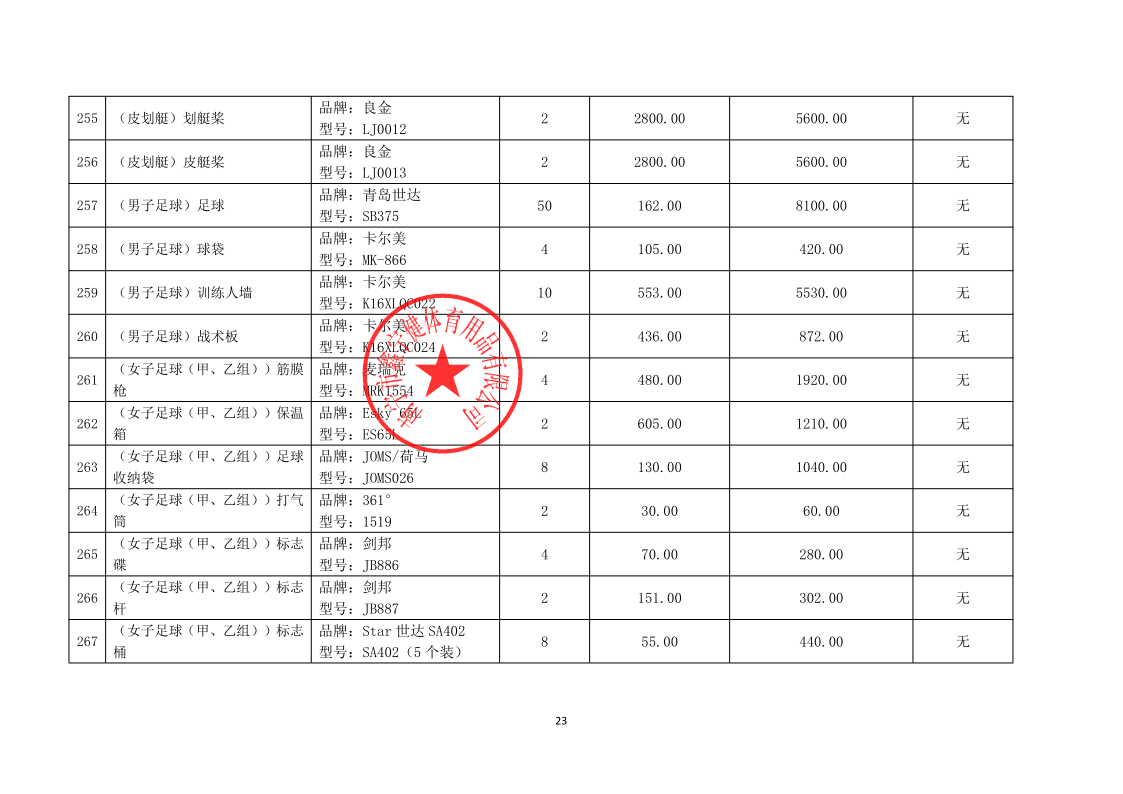 255 （皮划艇）划艇桨 品牌：良金 2 2800.00 5600.00 无
型号：LJ0012
256 （皮划艇）皮艇桨 品牌：良金 2 2800.00 5600.00 无
型号：LJ0013
257 （男子足球）足球 品牌：青岛世达 50 162.00 8100.00 无
型号：SB375
258 （男子足球）球袋 品牌：卡尔美 4 105.00 420.00 无
型号：MK-866
259 （男子足球）训练人墙 品牌：卡尔美 10 553.00 5530.00 无
型号：K16XLQC022
260 （男子足球）战术板 品牌：卡尔美 2 436.00 872.00 无
型号：K16XLQC024
261 （女子足球（甲、乙组））筋膜 品牌：麦瑞克 4 480.00 1920.00 无
枪 型号：MRK1554
262 （女子足球（甲、乙组））保温 品牌：Esky 65L 2 605.00 1210.00 无
箱 型号：ES65L
263 （女子足球（甲、乙组））足球 品牌：JOMS/荷马 8 130.00 1040.00 无
收纳袋 型号：JOMS026
264 （女子足球（甲、乙组））打气 品牌：361° 2 30.00 60.00 无
筒 型号：1519
265 （女子足球（甲、乙组））标志 品牌：剑邦 4 70.00 280.00 无
碟 型号：JB886
266 （女子足球（甲、乙组））标志 品牌：剑邦 2 151.00 302.00 无
杆 型号：JB887
267 （女子足球（甲、乙组））标志 品牌：Star 世达 SA402 8 55.00 440.00 无
桶 型号：SA402（5 个装）
健体育用品有限公司
23